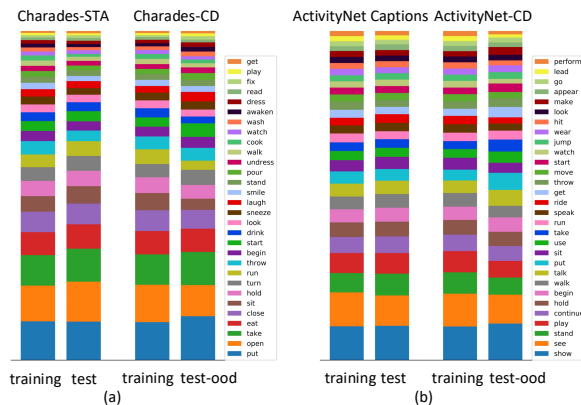 Charades-STA Charades-CD
get
play
fix
read
dress
awaken
wash
watch
cook
walk
undress
pour
stand
smile
laugh
sneeze
look
drink
start
begin
throw
run
turn
hold
sit
close
eat
take
open
put
training test training test-ood
(a)
ActivityNet Captions ActivityNet-CD
perform
lead
go
appear
make
look
hit
wear
jump
watch
start
move
throw
get
ride
speak
run
take
use
sit
put
talk
walk
begin
hold
continue
play
stand
see
show
training test training test-ood
(b)